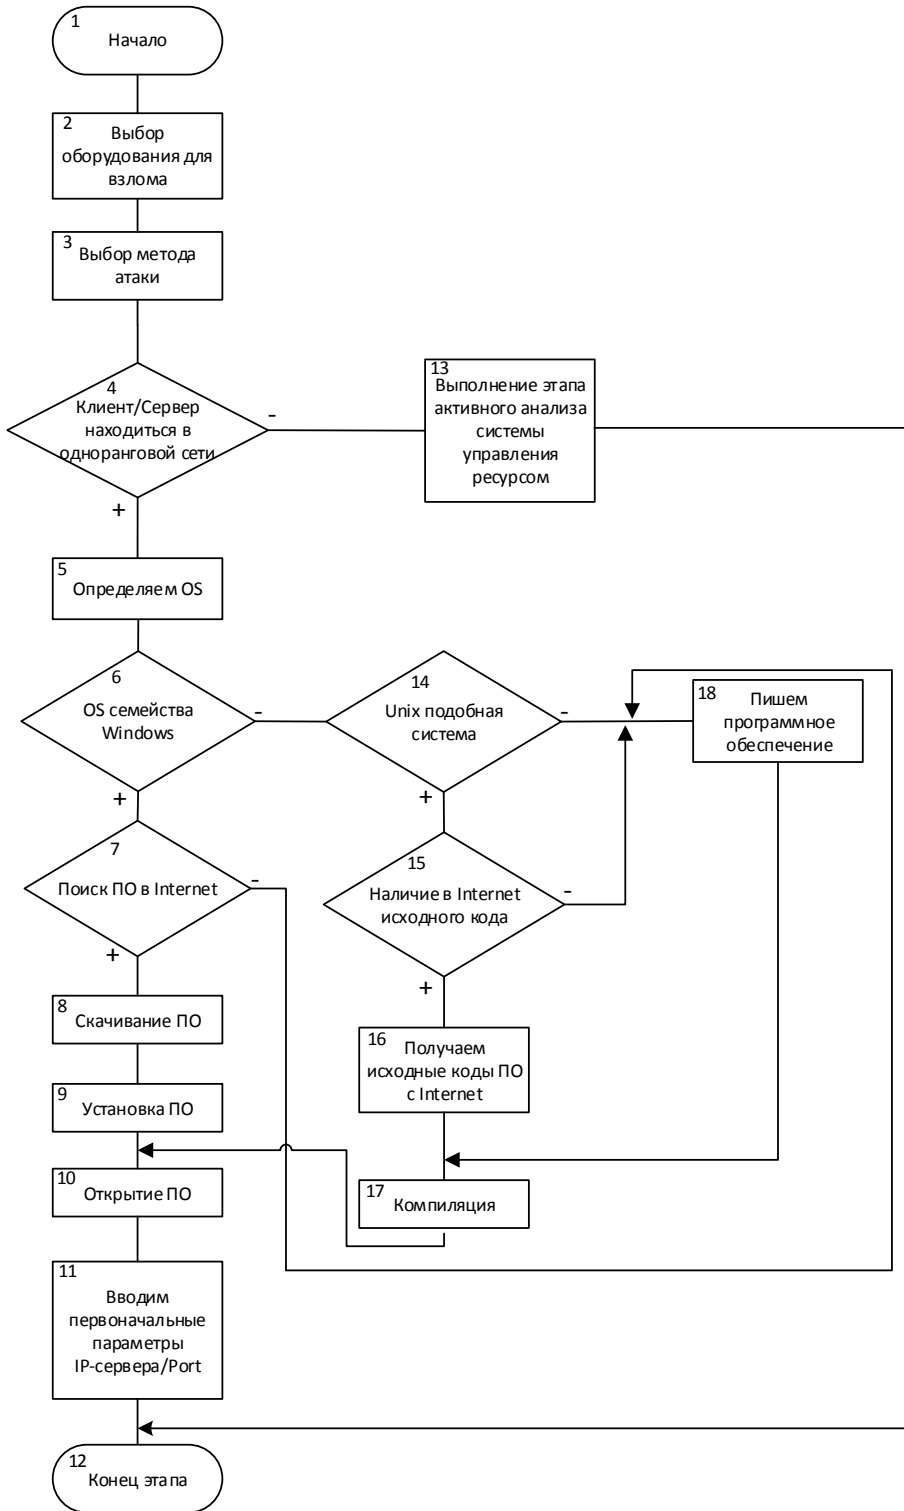 1
Начало
2
Выбор
оборудования для
взлома
3
Выбор метода
атаки
4
Клиент/Сервер
находиться в
одноранговой сети
-
+
13
Выполнение этапа
активного анализа
системы
управления
ресурсом
5
Определяем OS
6
OS семейства
Windows
-
+
14
Unix подобная
система
-
+
18
Пишем
программное
обеспечение
7
Поиск ПО в Internet
-
+
15
Наличие в Internet
исходного кода
-
+
8
Скачивание ПО
16
Получаем
исходные коды ПО
с Internet
9
Установка ПО
10
Открытие ПО
17
Компиляция
11
Вводим
первоначальные
параметры
IP-сервера/Port
12
Конец этапа